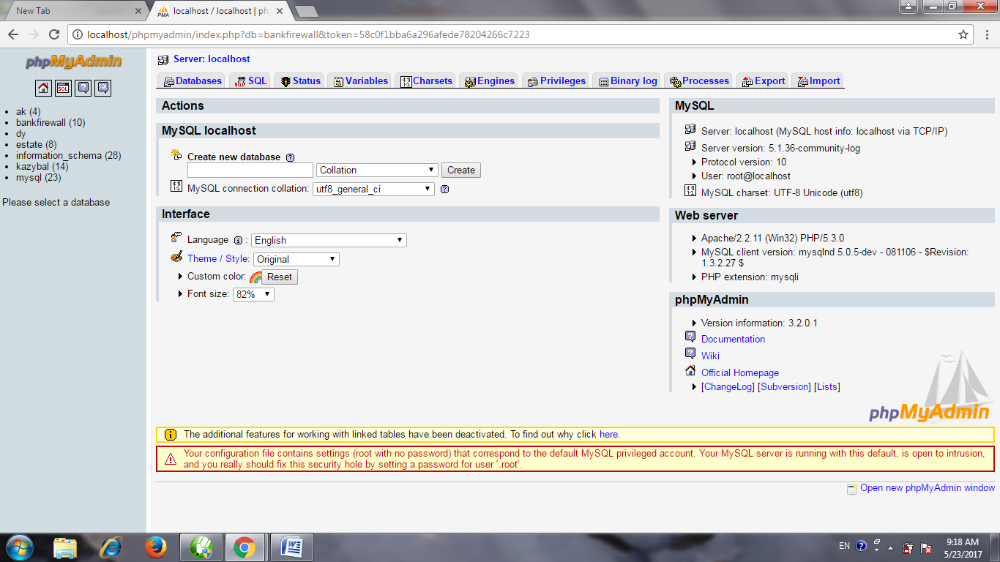 New Tab
localhost / localhost | ph
localhost/phpmyadmin/index.php?db=bankfirewall&token=58c0f1bba6a296afede78204266c7223
phpMyAdmin
SQL
ak (4)
bankfirewall (10)
dy
estate (8)
information_schema (28)
kazybal (14)
mysql (23)
Please select a database
Server: localhost
Databases SQL Status Variables Charsets Engines Privileges Binary log Processes Export Import
Actions
MySQL localhost
Create new database
Collation Create
MySQL connection collation: utf8_general_ci
Interface
Language : English
Theme / Style: Original
Custom color: Reset
Font size: 82%
MySQL
Server: localhost (MySQL host info: localhost via TCP/IP)
Server version: 5.1.36-community-log
Protocol version: 10
User: root@localhost
MySQL charset: UTF-8 Unicode (utf8)
Web server
Apache/2.2.11 (Win32) PHP/5.3.0
MySQL client version: mysqlnd 5.0.5-dev - 081106 - $Revision:
1.3.2.27 $
PHP extension: mysqli
phpMyAdmin
Version information: 3.2.0.1
Documentation
Wiki
Official Homepage
[ChangeLog] [Subversion] [Lists]
phpMyAdmin
The additional features for working with linked tables have been deactivated. To find out why click here.
Your configuration file contains settings (root with no password) that correspond to the default MySQL privileged account. Your MySQL server is running with this default, is open to intrusion,
and you really should fix this security hole by setting a password for user '.root'.
Open new phpMyAdmin window
EN
9:18 AM
5/23/2017